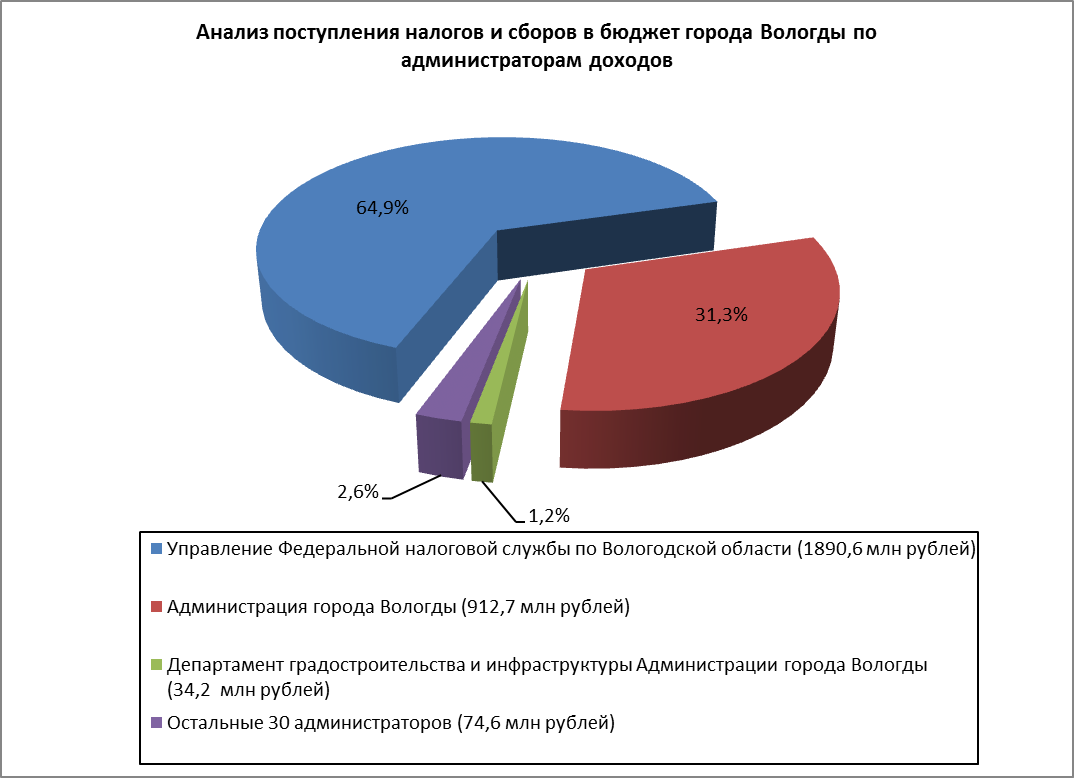 Анализ поступления налогов и сборов в бюджет города Вологды по
администраторам доходов
64,9%
31,3%
2,6%
1,2%
Управление Федеральной налоговой службы по Вологодской области (1890,6 млн рублей)
Администрация города Вологды (912,7 млн рублей)
Департамент градостроительства и инфраструктуры Администрации города Вологды
(34,2 млн рублей)
Остальные 30 администраторов (74,6 млн рублей)